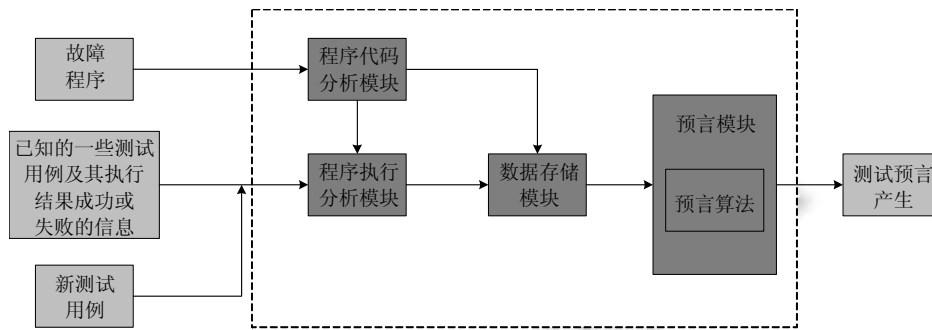 故障
程序
程序代码
分析模块
已知的一些测试
用例及其执行
结果成功或
失败的信息
程序执行
分析模块
数据存储
模块
预言模块
预言算法
测试预言
产生
新测试
用例